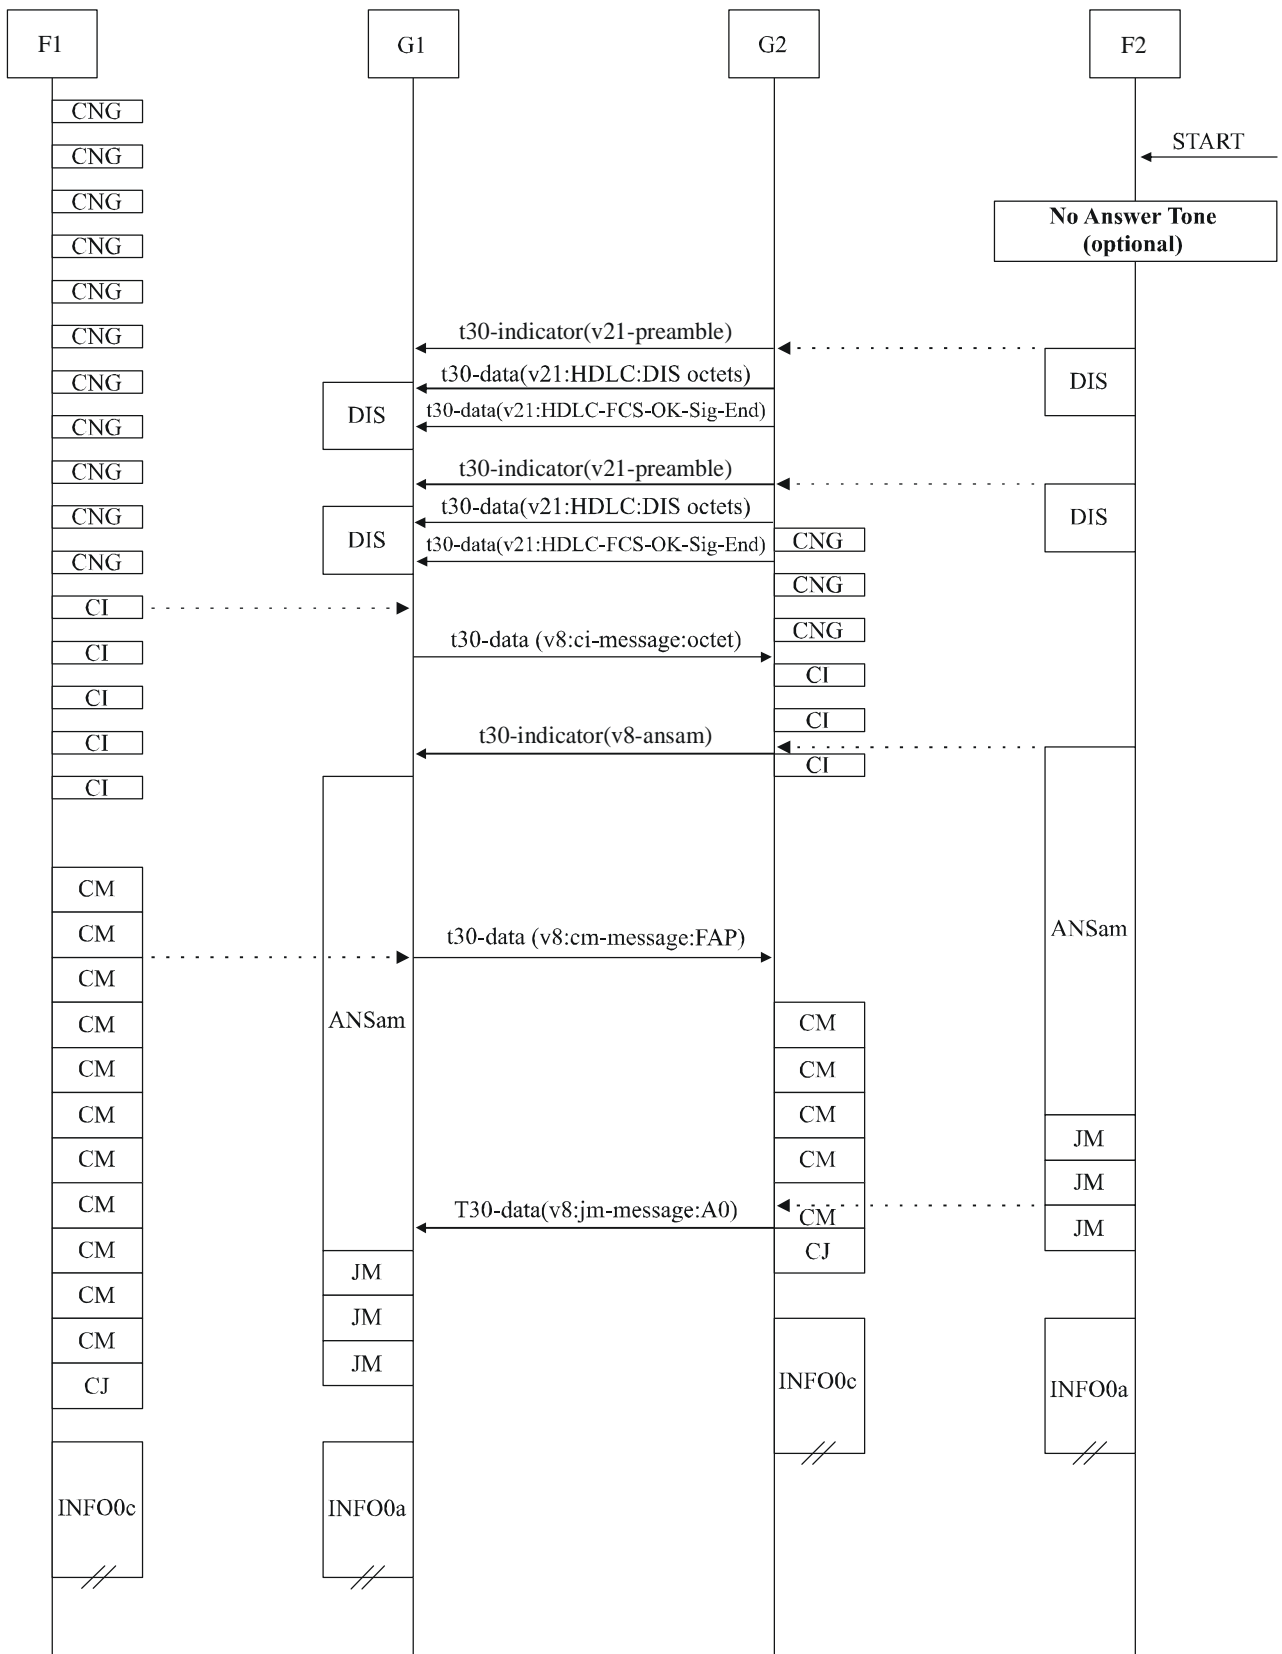 F1
G1
G2
F2
CNG
CNG
START
CNG
No Answer Tone
(optional)
CNG
CNG
CNG
t30-indicator(v21-preamble)
CNG
t30-data(v21:HDLC:DIS octets)
DIS
DIS
t30-data(v21:HDLC-FCS-OK-Sig-End)
CNG
CNG
t30-indicator(v21-preamble)
CNG
t30-data(v21:HDLC:DIS octets)
DIS
DIS
t30-data(v21:HDLC-FCS-OK-Sig-End)
CNG
CNG
CNG
CI
CNG
CI
t30-data (v8:ci-message:octet)
CI
CI
CI
CI
t30-indicator(v8-ansam)
CI
CI
CM
CM
t30-data (v8:cm-message:FAP)
ANSam
CM
CM
ANSam
CM
CM
CM
CM
CM
CM
CM
JM
CM
JM
CM
T30-data(v8:jm-message:A0)
CM
JM
CM
CJ
JM
CM
JM
CM
JM
CJ
INFO0c
INFO0a
INFO0c
INFO0a